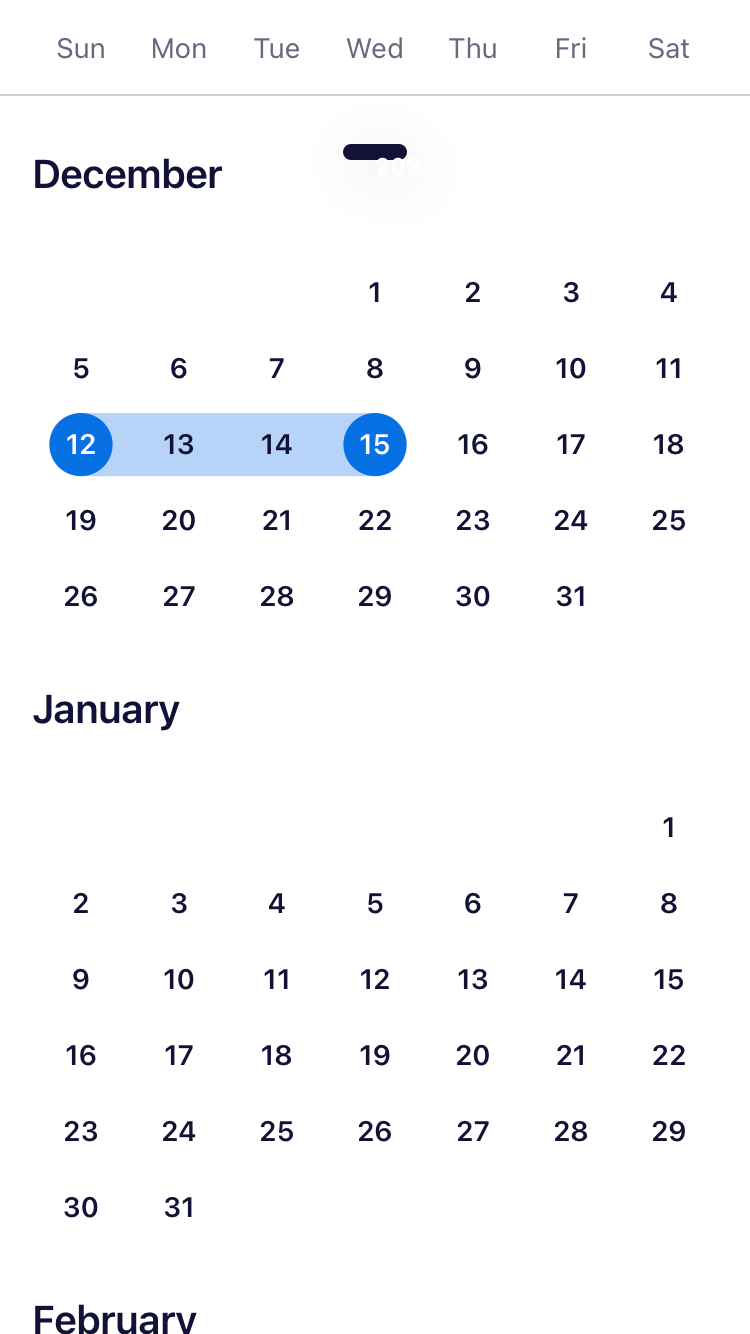 Sun Mon Tue Wed Thu Fri Sat
2038
December
1 2 3 4
5 6 7 8 9 10 11
12 13 14 15 16 17 18
19 20 21 22 23 24 25
26 27 28 29 30 31
January
1
2 3 4 5 6 7 8
9 10 11 12 13 14 15
16 17 18 19 20 21 22
23 24 25 26 27 28 29
30 31
February